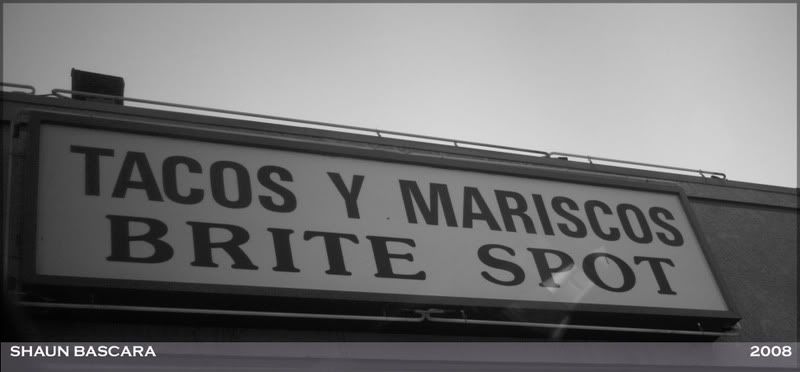 TACOS Y MARISCOS
BRITE SPOT
SHAUN BASCARA
2008